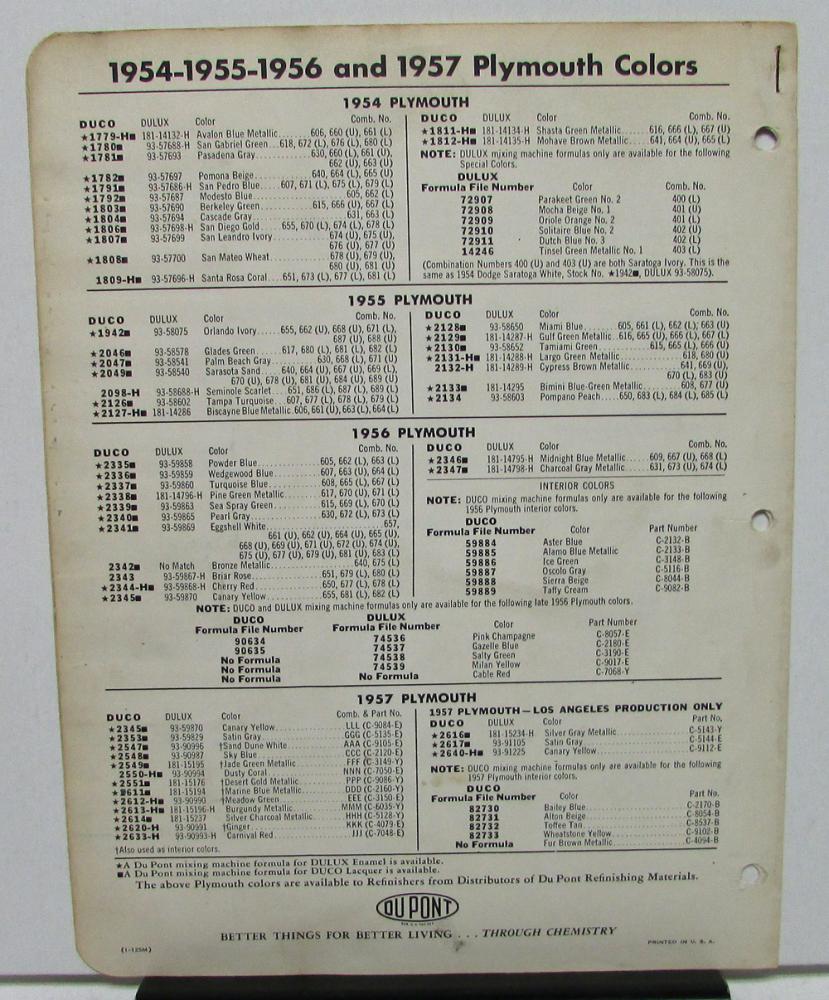 1954-1955-1956 and 1957 Plymouth Colors
1954 PLYMOUTH
DUCO DULUX Color Comb. No.
★1779-H■ 181-14132-H Avalon Blue Metallic........606, 660 (U), 661 (L)
★1780■ 93-57688-H San Gabriel Green..618, 672 (L), 676 (L), 680 (L)
★1781■ 93-57693 Pasadena Gray............630, 660 (L), 661 (U),
662 (U), 663 (U)
★1782■ 93-57697 Pomona Beige............640, 664 (L), 665 (U)
★1791■ 93-57686-H San Pedro Blue....607, 671 (L), 675 (L), 679 (L)
★1792■ 93-57687 Modesto Blue....................605, 662 (L)
★1803■ 93-57690 Berkeley Green............615, 666 (U), 667 (L)
★1804■ 93-57694 Cascade Gray....................631, 663 (L)
★1806■ 93-57698-H San Diego Gold....655, 670 (L), 674 (L), 678 (L)
★1807■ 93-57699 San Leandro Ivory............674 (U), 675 (U),
676 (U), 677 (U)
★1808■ 93-57700 San Mateo Wheat............678 (U), 679 (U),
680 (U), 681 (U)
1809-H■ 93-57696-H Santa Rosa Coral...651, 673 (L), 677 (L), 681 (L)
DUCO DULUX Color Comb. No.
★1811-H■ 181-14134-H Shasta Green Metallic........616, 666 (L), 667 (U)
★1812-H■ 181-14135-H Mohave Brown Metallic.......641, 664 (U), 665 (L)
NOTE: DULUX mixing machine formulas only are available for the following
Special Colors.
DULUX
Formula File Number Color Comb. No.
72907 Parakeet Green No. 2 400 (L)
72908 Mocha Beige No. 1 401 (U)
72909 Oriole Orange No. 2 401 (L)
72910 Solitaire Blue No. 2 402 (U)
72911 Dutch Blue No. 3 402 (L)
14246 Tinsel Green Metallic No. 1 403 (L)
(Combination Numbers 400 (U) and 403 (U) are both Saratoga Ivory. This is the
same as 1954 Dodge Saratoga White, Stock No. ★1942■, DULUX 93-58075).
1955 PLYMOUTH
DUCO DULUX Color Comb. No.
★1942■ 93-58075 Orlando Ivory.....655, 662 (U), 668 (U), 671 (L),
687 (U), 688 (U)
★2046■ 93-58578 Glades Green......617, 680 (L), 681 (L), 682 (L)
★2047■ 93-58541 Palm Beach Gray........630, 668 (L), 671 (U)
★2049■ 93-58540 Sarasota Sand....640, 664 (U), 667 (U), 669 (L),
670 (U), 678 (U), 681 (U), 684 (U), 689 (U)
2098-H 93-58688-H Seminole Scarlet....651, 686 (L), 687 (L), 689 (L)
★2126■ 93-58602 Tampa Turquoise...607, 677 (L), 678 (L), 679 (L)
★2127-H■ 181-14286 Biscayne Blue Metallic.606, 661 (U), 663 (L), 664 (L)
DUCO DULUX Color Comb. No.
★2128■ 93-58650 Miami Blue........605, 661 (L), 662 (L), 663 (U)
★2129■ 181-14287-H Gulf Green Metallic..616, 665 (U), 666 (L), 667 (L)
★2130■ 93-58652 Tamiami Green...........615, 665 (L), 666 (U)
★2131-H■ 181-14288-H Largo Green Metallic..............618, 680 (U)
2132-H 181-14289-H Cypress Brown Metallic...........641, 669 (U),
670 (L), 683 (U)
★2133■ 181-14295 Bimini Blue-Green Metallic..........608, 677 (U)
★2134 93-58603 Pompano Peach.....650, 683 (L), 684 (L), 685 (L)
1956 PLYMOUTH
DUCO DULUX Color Comb. No.
★2335■ 93-59858 Powder Blue..............605, 662 (L), 663 (L)
★2336■ 93-59859 Wedgewood Blue..........607, 663 (U), 664 (L)
★2337■ 93-59860 Turquoise Blue............608, 665 (L), 667 (L)
★2338■ 181-14796-H Pine Green Metallic........617, 670 (U), 671 (L)
★2339■ 93-59863 Sea Spray Green...........615, 669 (L), 670 (L)
★2340■ 93-59865 Pearl Gray...............630, 672 (L), 673 (L)
★2341■ 93-59869 Eggshell White........................657,
661 (U), 662 (U), 664 (U), 665 (U),
668 (U), 669 (U), 671 (U), 672 (U), 674 (U),
675 (U), 677 (U), 679 (U), 681 (U), 683 (L)
2342■ No Match Bronze Metallic..................640, 675 (L)
2343 93-59867-H Briar Rose................651, 679 (L), 680 (L)
★2344-H■ 93-59868-H Cherry Red..............650, 677 (L), 678 (L)
★2345■ 93-59870 Canary Yellow............655, 681 (L), 682 (L)
DUCO DULUX Color Comb. No.
★2346■ 181-14795-H Midnight Blue Metallic....609, 667 (U), 668 (L)
★2347■ 181-14798-H Charcoal Gray Metallic....631, 673 (U), 674 (L)
INTERIOR COLORS
NOTE: DUCO mixing machine formulas only are available for the following
1956 Plymouth interior colors.
DUCO
Formula File Number Color Part Number
59884 Aster Blue C-2132-B
59885 Alamo Blue Metallic C-2133-B
59886 Ice Green C-3148-B
59887 Oscolo Gray C-5116-B
59888 Sierra Beige C-8044-B
59889 Taffy Cream C-9082-B
NOTE: DUCO and DULUX mixing machine formulas only are available for the following late 1956 Plymouth colors.
DUCO DULUX
Formula File Number Formula File Number Color Part Number
90634 74536 Pink Champagne C-8057-E
90635 74537 Gazelle Blue C-2180-E
No Formula 74538 Salty Green C-3190-E
No Formula 74539 Milan Yellow C-9017-E
No Formula No Formula Cable Red C-7068-Y
1957 PLYMOUTH
DUCO DULUX Color Comb. & Part No.
★2345■ 93-59870 Canary Yellow..............LLL (C-9084-E)
★2353■ 93-59829 Satin Gray................GGG (C-5135-E)
★2547■ 93-90996 †Sand Dune White..........AAA (C-9105-E)
★2548■ 93-90987 Sky Blue..................CCC (C-2120-E)
★2549■ 181-15195 †Jade Green Metallic........FFF (C-3149-Y)
2550-H■ 93-90994 Dusty Coral...............NNN (C-7050-E)
★2551■ 181-15176 †Desert Gold Metallic.......PPP (C-9086-Y)
★2611■ 181-15194 †Marine Blue Metallic.......DDD (C-2160-Y)
★2612-H■ 93-90990 †Meadow Green............EEE (C-3150-E)
★2613-H■ 181-15196-H Burgundy Metallic.........MMM (C-6035-Y)
★2614■ 181-15237 Silver Charcoal Metallic.....HHH (C-5128-Y)
★2620-H 93-90991 †Ginger...................KKK (C-4079-E)
★2633-H 93-90993-H Carnival Red...............JJJ (C-7048-E)
†Also used as interior colors.
1957 PLYMOUTH—LOS ANGELES PRODUCTION ONLY
DUCO DULUX Color Part No.
★2616■ 181-15234-H Silver Gray Metallic..............C-5143-Y
★2617■ 93-91105 Satin Gray.....................C-5144-E
★2640-H■ 93-91225 Canary Yellow..................C-9112-E
NOTE: DUCO mixing machine formulas only are available for the following
1957 Plymouth interior colors.
DUCO
Formula File Number Color Part No.
82730 Bailey Blue.....................C-2170-B
82731 Alton Beige.....................C-8054-B
82732 Toffee Tan......................C-8537-B
82733 Wheatstone Yellow...............C-9102-B
No Formula Fur Brown Metallic..............C-4094-B
★A Du Pont mixing machine formula for DULUX Enamel is available.
■A Du Pont mixing machine formula for DUCO Lacquer is available.
The above Plymouth colors are available to Refinishers from Distributors of Du Pont Refinishing Materials.
DU PONT
BETTER THINGS FOR BETTER LIVING . . . THROUGH CHEMISTRY
(1-125M)
PRINTED IN U. S. A.